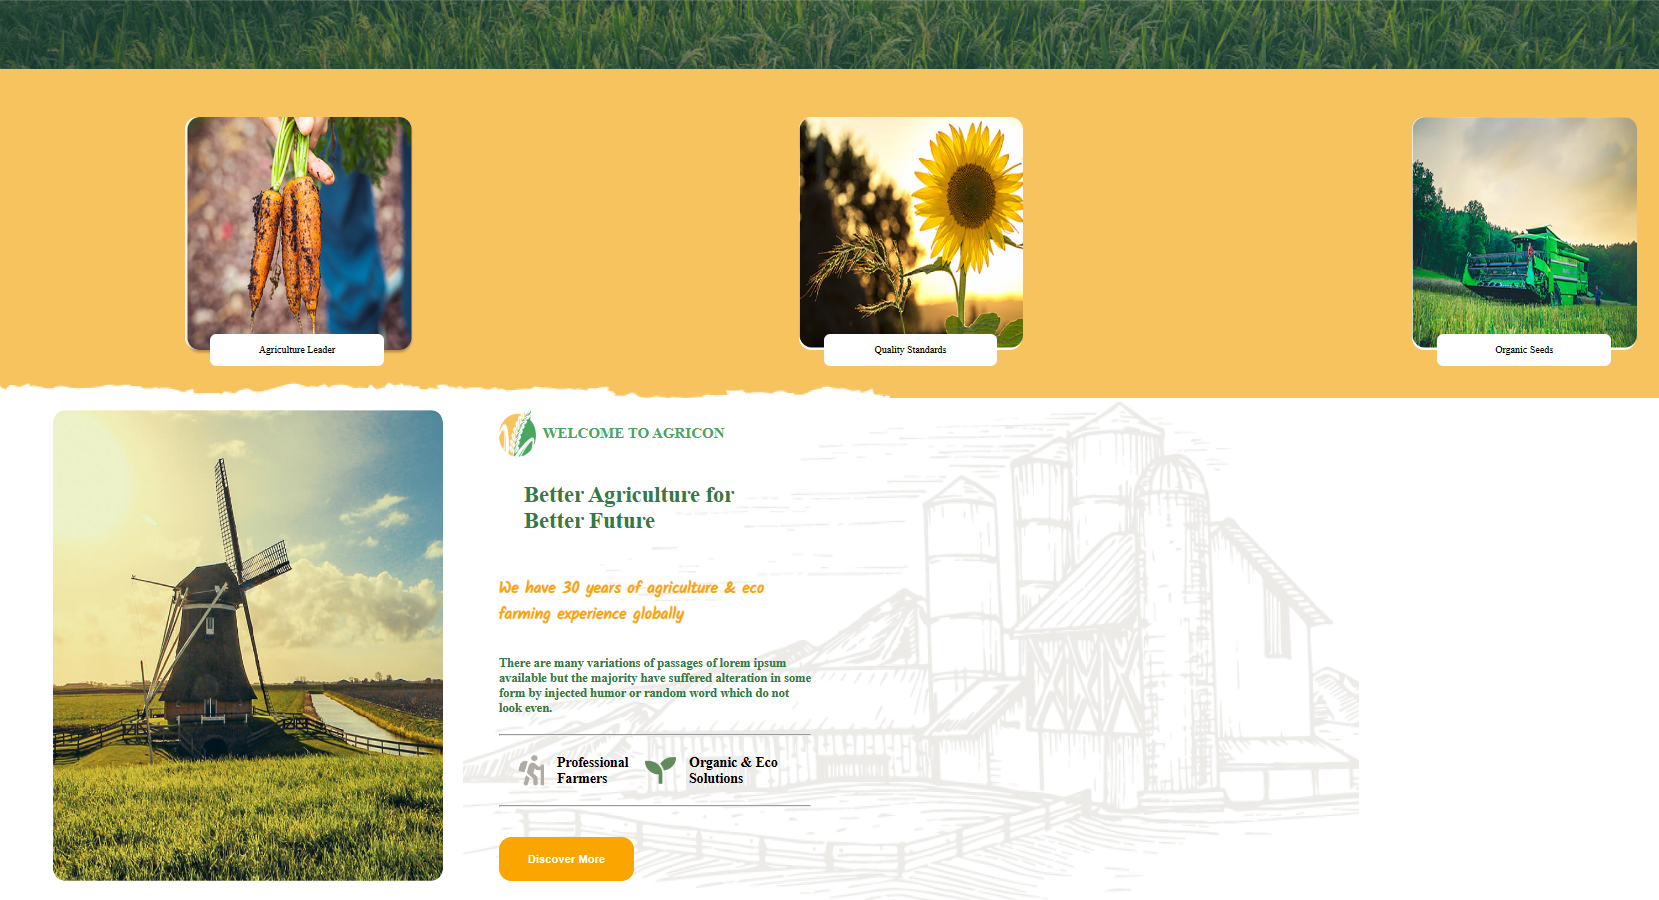 Agriculture Leader
Quality Standards
Organic Seeds
WELCOME TO AGRICON
Better Agriculture for
Better Future
We have 30 years of agriculture & eco
farming experience globally
There are many variations of passages of lorem ipsum
available but the majority have suffered alteration in some
form by injected humor or random word which do not
look even.
Professional
Farmers
Organic & Eco
Solutions
Discover More